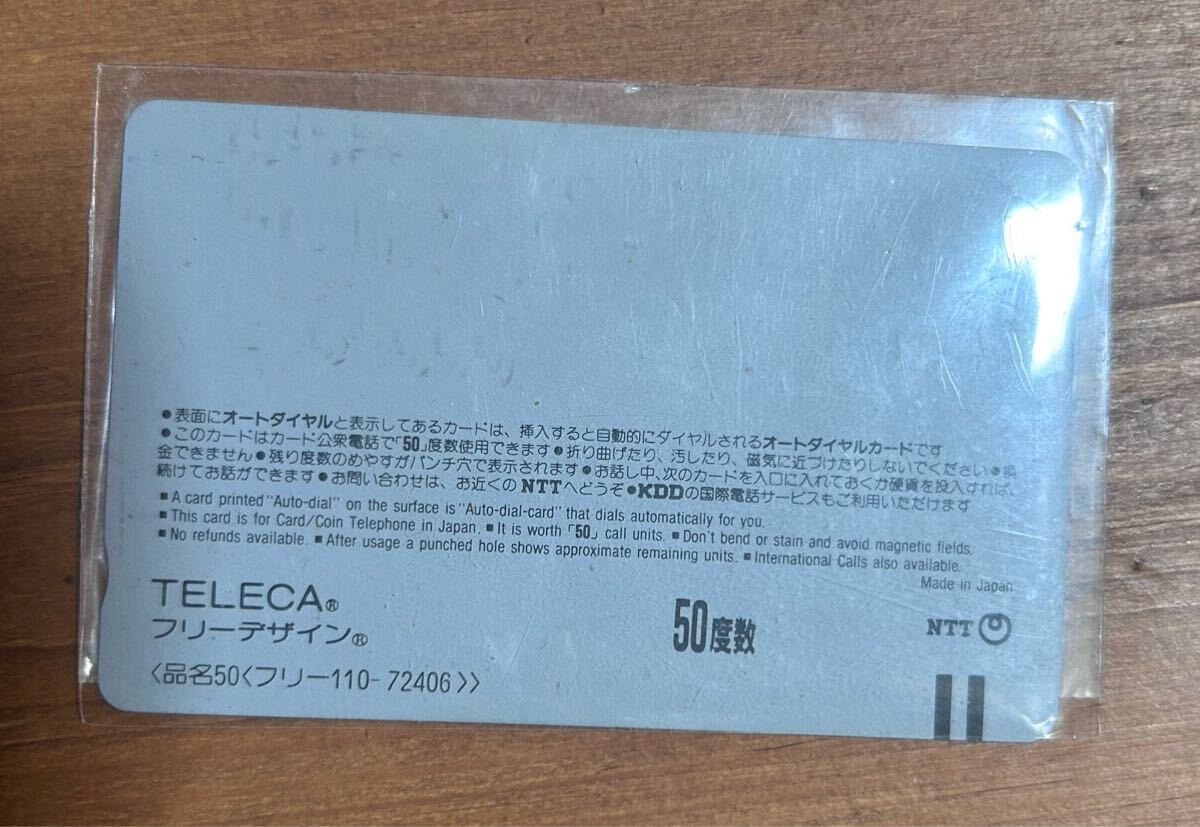 ●表面にオートダイヤルと表示してあるカードは、挿入すると自動的にダイヤルされるオートダイヤルカードです
●このカードはカード公衆電話で「50」度数使用できます●折り曲げたり、汚したり、磁気に近づけたりしないでください●換
金できません●残り度数のめやすがパンチ穴で表示されます●お話し中、次のカードを入口に入れておくか硬貨を投入すれば、
続けてお話ができます●お問い合わせは、お近くのNTTへどうぞ●KDDの国際電話サービスもご利用いただけます
■A card printed "Auto-dial" on the surface is "Auto-dial-card" that dials automatically for you.
■This card is for Card/Coin Telephone in Japan. ■It is worth「50」call units. ■Don't bend or stain and avoid magnetic fields.
■No refunds available. ■After usage a punched hole shows approximate remaining units. ■International Calls also available.
Made in Japan
TELECA®
フリーデザイン®
50度数
NTT
〈品名50〈フリー110-72406〉〉